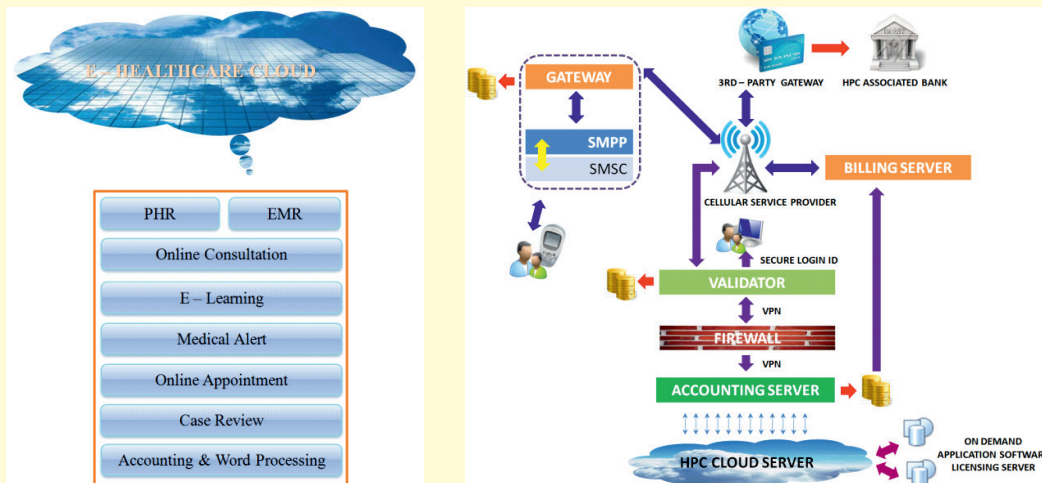 E – HEALTHCARE CLOUD
PHR
EMR
Online Consultation
E – Learning
Medical Alert
Online Appointment
Case Review
Accounting & Word Processing
GATEWAY
SMPP
SMSC
3RD – PARTY GATEWAY
HPC ASSOCIATED BANK
CELLULAR SERVICE PROVIDER
BILLING SERVER
SECURE LOGIN ID
VALIDATOR
VPN
FIREWALL
VPN
ACCOUNTING SERVER
HPC CLOUD SERVER
ON DEMAND
APPLICATION SOFTWAR
LICENSING SERVER